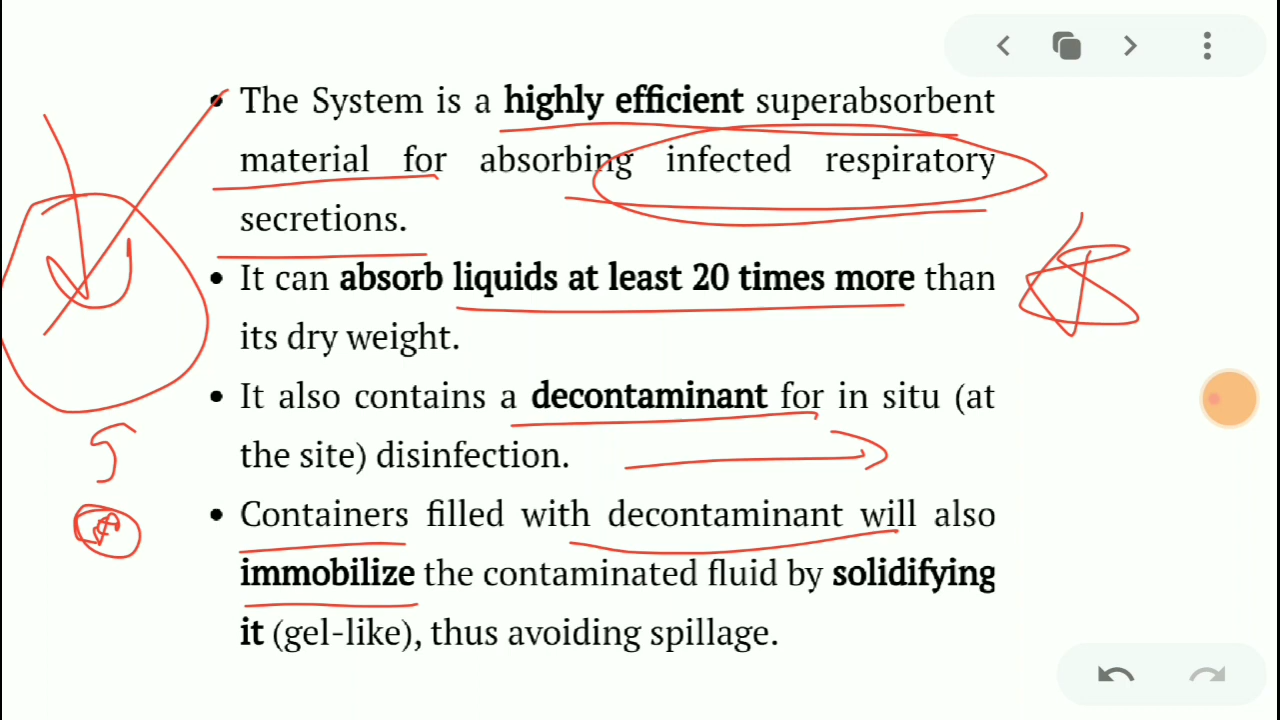 • The System is a highly efficient superabsorbent
material for absorbing infected respiratory
secretions.
• It can absorb liquids at least 20 times more than
its dry weight.
• It also contains a decontaminant for in situ (at
the site) disinfection.
• Containers filled with decontaminant will also
immobilize the contaminated fluid by solidifying
it (gel-like), thus avoiding spillage.